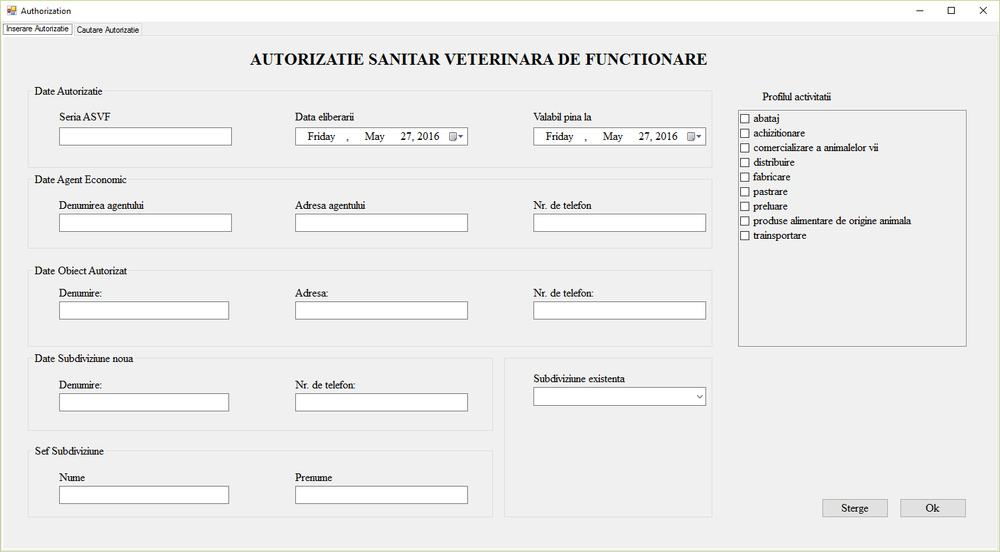 Authorization
Inserare Autorizatie Cautare Autorizatie
AUTORIZATIE SANITAR VETERINARA DE FUNCTIONARE
Date Autorizatie
Seria ASVF Data eliberarii Valabil pina la
Friday , May 27, 2016 Friday , May 27, 2016
Date Agent Economic
Denumirea agentului Adresa agentului Nr. de telefon
Date Obiect Autorizat
Denumire: Adresa: Nr. de telefon:
Date Subdiviziune noua
Denumire: Nr. de telefon:
Subdiviziune existenta
Sef Subdiviziune
Nume Prenume
Profilul activitatii
abataj
achizitionare
comercializare a animalelor vii
distribuire
fabricare
pastrare
preluare
produse alimentare de origine animala
trainsportare
Sterge Ok